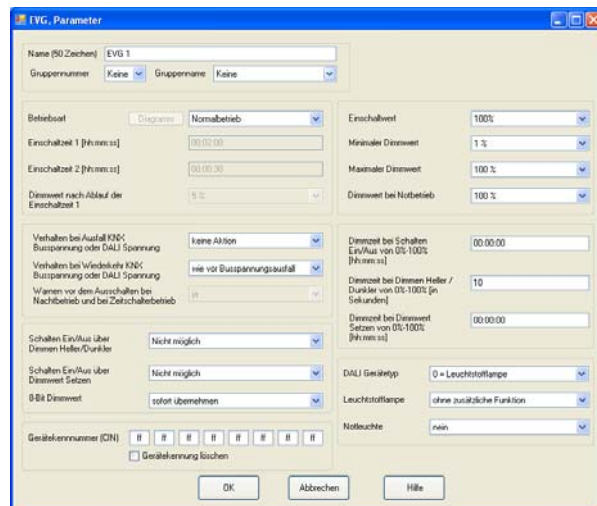 EVG, Parameter
Name (50 Zeichen) EVG 1
Gruppennummer Keine Gruppenname Keine
Betriebsart Diagramm Normalbetrieb
Einschaltzeit 1 [hh:mm:ss] 00:02:00
Einschaltzeit 2 [hh:mm:ss] 00:00:30
Dimmwert nach Ablauf der
Einschaltzeit 1 5 %
Einschaltwert 100%
Minimaler Dimmwert 1 %
Maximaler Dimmwert 100 %
Dimmwert bei Notbetrieb 100 %
Verhalten bei Ausfall KNX
Busspannung oder DALI Spannung keine Aktion
Verhalten bei Wiederkehr KNX
Busspannung oder DALI Spannung wie vor Busspannungsausfall
Warnen vor dem Ausschalten bei
Nachtbetrieb und bei Zeitschalterbetrieb
Dimmzeit bei Schalten
Ein/Aus von 0%-100%
[hh:mm:ss] 00:00:00
Dimmzeit bei Dimmen Heller /
Dunkler von 0%-100% [in
Sekunden] 10
Dimmzeit bei Dimmwert
Setzen von 0%-100%
[hh:mm:ss] 00:00:00
Schalten Ein/Aus über
Dimmen Heller/Dunkler Nicht möglich
Schalten Ein/Aus über
Dimmwert Setzen Nicht möglich
8-Bit Dimmwert sofort übernehmen
DALI Gerätetyp 0 = Leuchtstofflampe
Leuchtstofflampe ohne zusätzliche Funktion
Notleuchte nein
Gerätekennnummer (CIN) ff ff ff ff ff ff ff ff
Gerätekennung löschen
OK Abbrechen Hilfe